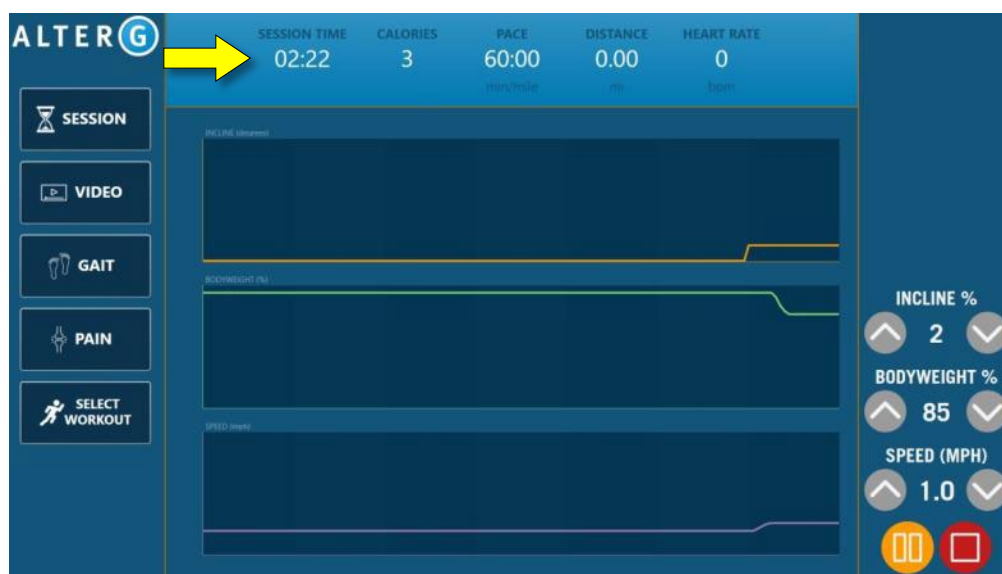 ALTER G
SESSION TIME CALORIES PACE DISTANCE HEART RATE
02:22 3 60:00 0.00 0
min/mile mi bpm
SESSION
VIDEO
GAIT
PAIN
SELECT
WORKOUT
INCLINE (degrees)
BODYWEIGHT (%)
SPEED (mph)
INCLINE %
2
BODYWEIGHT %
85
SPEED (MPH)
1.0